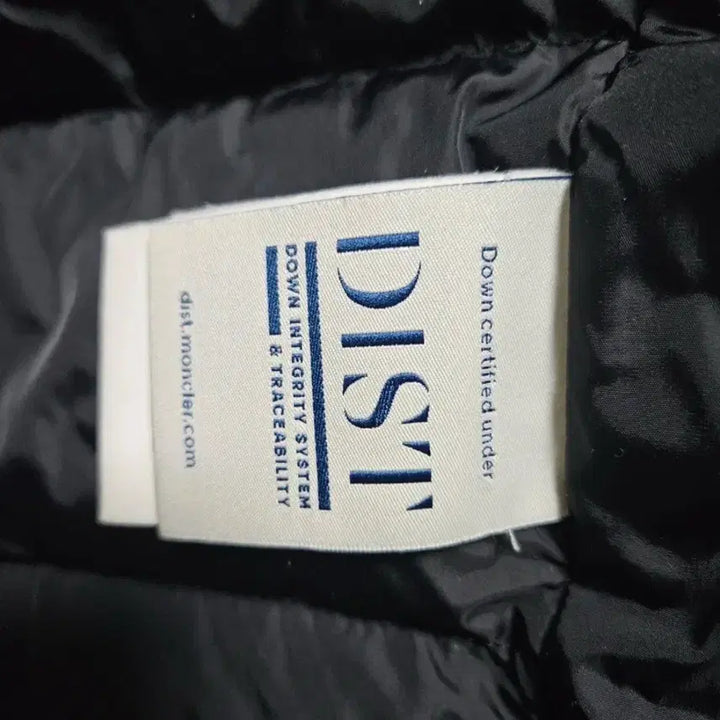 Down certified under
DIST
DOWN INTEGRITY SYSTEM
& TRACEABILITY
dist.moncler.com